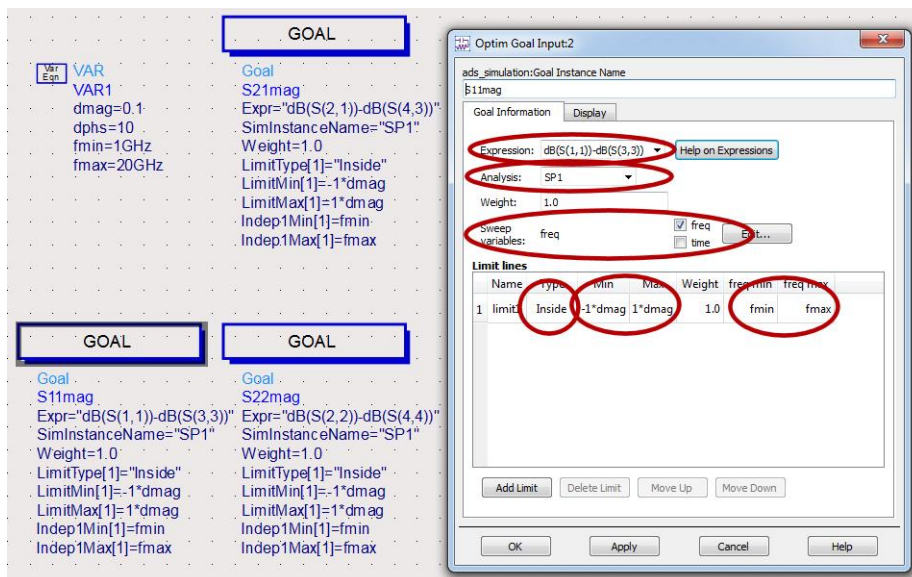 GOAL
Var
Eqn
VAR
VAR1
dmag=0.1
dphs=10
fmin=1GHz
fmax=20GHz
Goal
S21mag
Expr="dB(S(2,1))-dB(S(4,3))"
SimInstanceName="SP1"
Weight=1.0
LimitType[1]="Inside"
LimitMin[1]=-1*dmag
LimitMax[1]=1*dmag
Indep1Min[1]=fmin
Indep1Max[1]=fmax
GOAL
Goal
S11mag
Expr="dB(S(1,1))-dB(S(3,3))"
SimInstanceName="SP1"
Weight=1.0
LimitType[1]="Inside"
LimitMin[1]=-1*dmag
LimitMax[1]=1*dmag
Indep1Min[1]=fmin
Indep1Max[1]=fmax
GOAL
Goal
S22mag
Expr="dB(S(2,2))-dB(S(4,4))"
SimInstanceName="SP1"
Weight=1.0
LimitType[1]="Inside"
LimitMin[1]=-1*dmag
LimitMax[1]=1*dmag
Indep1Min[1]=fmin
Indep1Max[1]=fmax
Optim Goal Input:2
ads_simulation:Goal Instance Name
S11mag
Goal Information Display
Expression: dB(S(1,1))-dB(S(3,3)) Help on Expressions
Analysis: SP1
Weight: 1.0
Sweep variables: freq freq time Edit...
Limit lines
Name Type Min Max Weight freq min freq max
1 limit1 Inside -1*dmag 1*dmag 1.0 fmin fmax
Add Limit Delete Limit Move Up Move Down
OK Apply Cancel Help